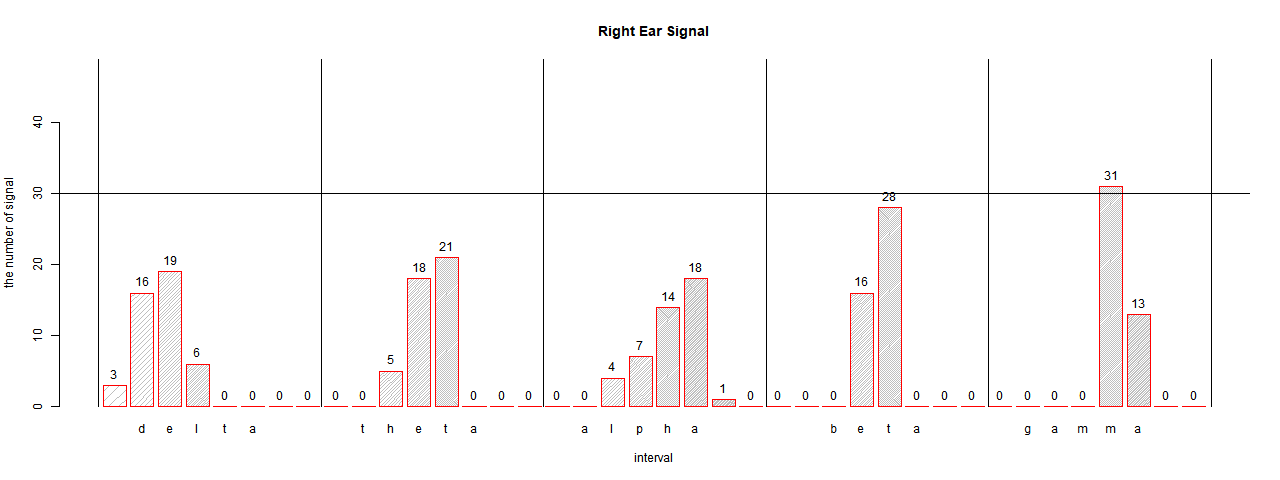 Right Ear Signal
the number of signal
40
30
20
10
0
3 16 19 6 0 0 0 0 0 0 5 18 21 0 0 0 0 0 4 7 14 18 1 0 0 0 0 16 28 0 0 0 0 0 0 0 31 13 0 0
d e l t a t h e t a a l p h a b e t a g a m m a
interval